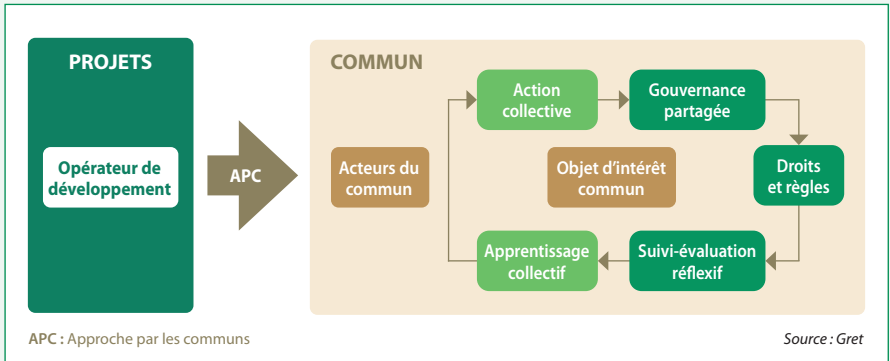 PROJETS
Opérateur de
développement
APC
COMMUN
Acteurs du
commun
Action
collective
Gouvernance
partagée
Objet d'intérêt
commun
Droits
et règles
Apprentissage
collectif
Suivi-évaluation
réflexif
APC : Approche par les communs
Source : Gret